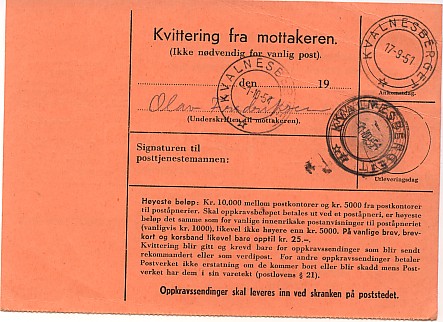 Kvittering fra mottakeren.
(Ikke nødvendig for vanlig post).
KVALNESBERGET
17-9-51
Ankomstdag.
KVALNESBERGET
den 19
Olav
(Underskriften til mottakeren).
KVALNESBERGET
Utleveringsdag
Signaturen til
posttjenestemannen:
Høyeste beløp: Kr. 10.000 mellom postkontorer og kr. 5000 fra postkontorer
til poståpnerier. Skal oppkravsbeløpet betales ut ved et poståpneri, er høyeste
beløp det samme som for vanlige innenrikske postanvisninger til poståpneriet
(vanligvis kr. 1000), likevel ikke høyere enn kr. 5000. På vanlige brev, brev-
kort og korsbånd likevel bare opptil kr. 25.—.
Kvittering blir gitt og krevd bare for oppkravssendinger som blir sendt
rekommandert eller som verdipost. For andre oppkravssendinger betaler
Postverket ikke erstatning om de kommer bort eller blir skadd mens Post-
verket har dem i sin varetekt (postlovens § 21).
Oppkravssendinger skal leveres inn ved skranken på poststedet.